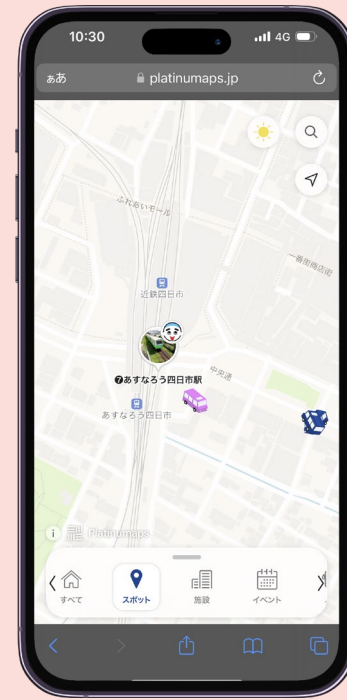 10:30
4G
ぁあ
platinumaps.jp
ふれあいモール
一番街商店街
近鉄四日市
❼あすなろう四日市駅
中央通
あすなろう四日市
Platinumaps
すべて
スポット
施設
イベント